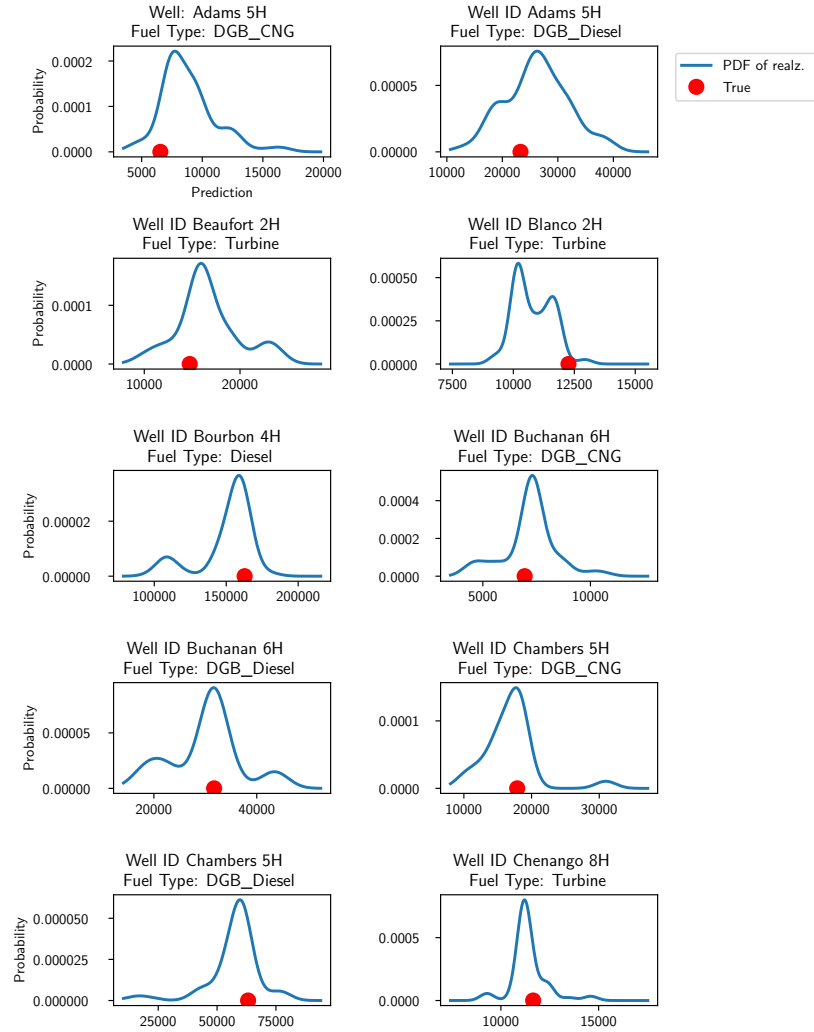 Well: Adams 5H
Fuel Type: DGB_CNG
Probability
0.0002
0.0001
0.0000
5000 10000 15000 20000
Prediction
Well ID Adams 5H
Fuel Type: DGB_Diesel
0.00005
0.00000
10000 20000 30000 40000
PDF of realz.
True
Well ID Beaufort 2H
Fuel Type: Turbine
Probability
0.0001
0.0000
10000 20000
Well ID Blanco 2H
Fuel Type: Turbine
0.00050
0.00025
0.00000
7500 10000 12500 15000
Well ID Bourbon 4H
Fuel Type: Diesel
Probability
0.00002
0.00000
100000 150000 200000
Well ID Buchanan 6H
Fuel Type: DGB_CNG
0.0004
0.0002
0.0000
5000 10000
Well ID Buchanan 6H
Fuel Type: DGB_Diesel
Probability
0.00005
0.00000
20000 40000
Well ID Chambers 5H
Fuel Type: DGB_CNG
0.0001
0.0000
10000 20000 30000
Well ID Chambers 5H
Fuel Type: DGB_Diesel
Probability
0.000050
0.000025
0.000000
25000 50000 75000
Well ID Chenango 8H
Fuel Type: Turbine
0.0005
0.0000
10000 15000